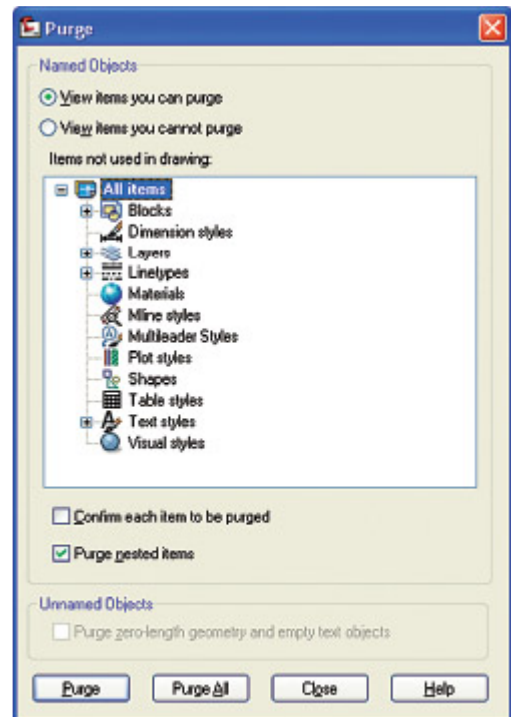 Purge
Named Objects
View items you can purge
View items you cannot purge
Items not used in drawing:
All items
Blocks
Dimension styles
Layers
Linetypes
Materials
Mline styles
Multileader Styles
Plot styles
Shapes
Table styles
Text styles
Visual styles
Confirm each item to be purged
Purge nested items
Unnamed Objects
Purge zero-length geometry and empty text objects
Purge Purge All Close Help